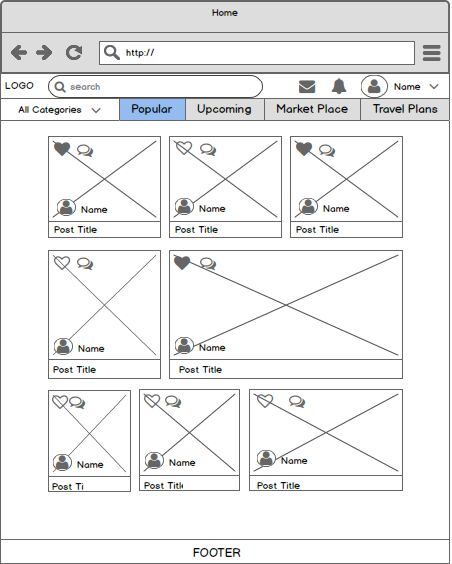 Home
http://
LOGO search Name
All Categories Popular Upcoming Market Place Travel Plans
Name Name Name
Post Title Post Title Post Title
Name Name
Post Title Post Title
Name Name Name
Post Ti Post Title Post Title
FOOTER